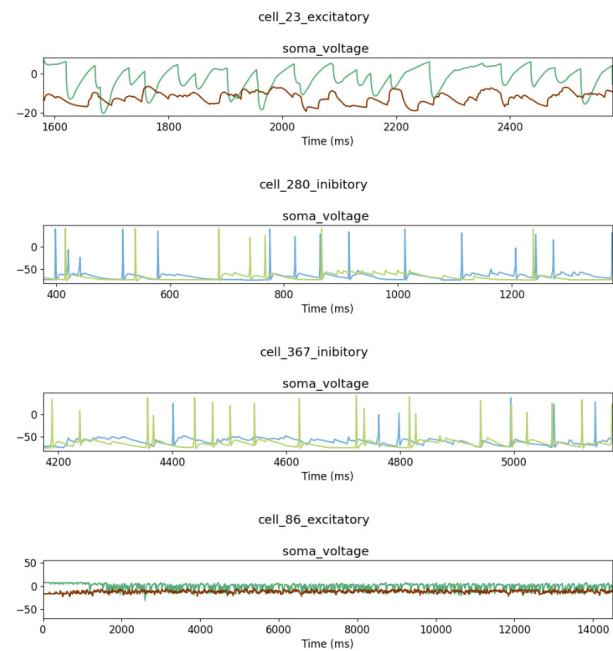 cell_23_excitatory
soma_voltage
0
−20
1600 1800 2000 2200 2400
Time (ms)
cell_280_inibitory
soma_voltage
0
−50
400 600 800 1000 1200
Time (ms)
cell_367_inibitory
soma_voltage
0
−50
4200 4400 4600 4800 5000
Time (ms)
cell_86_excitatory
soma_voltage
50
0
−50
0 2000 4000 6000 8000 10000 12000 14000
Time (ms)